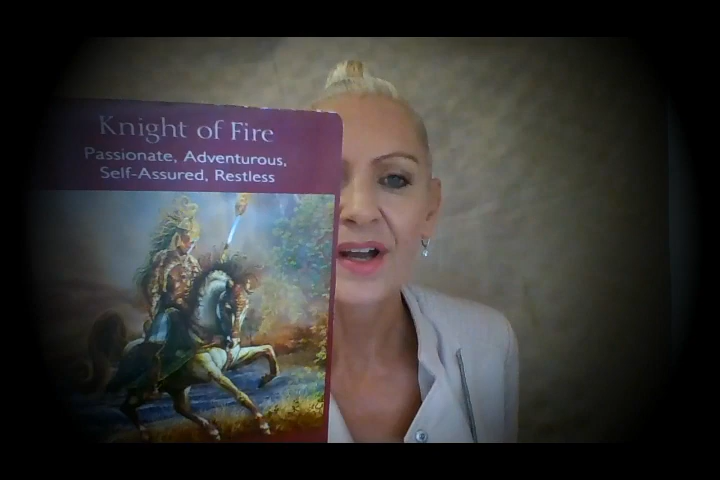 Knight of Fire
Passionate, Adventurous,
Self-Assured, Restless